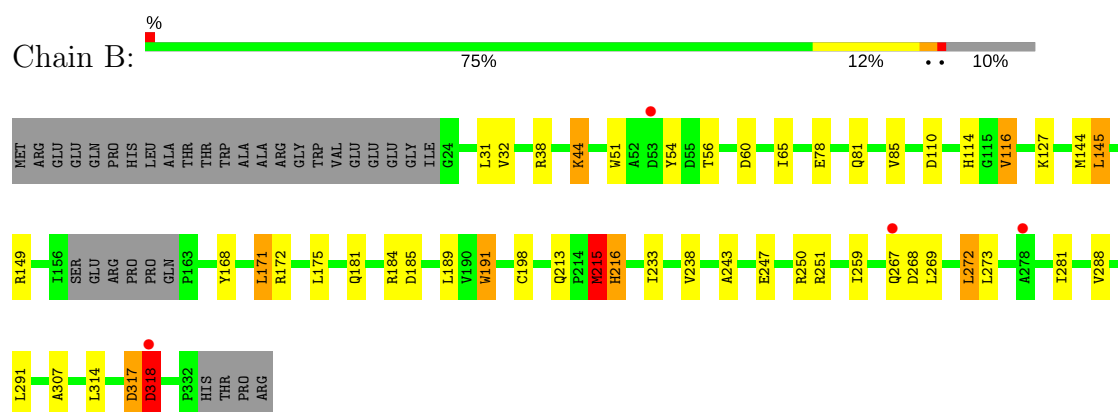 %
Chain B:
75% 12% • • 10%
MET ARG GLU GLU GLN PRO HIS LEU ALA THR THR TRP ALA ALA ARG GLY TRP VAL GLU GLU GLU GLY ILE G24 L31 V32 R38 K44 W51 A52 D53 Y54 D55 T56 D60 I65 E78 Q81 V85 D110 H114 G115 V116 K127 M144 L145
R149 I156 SER GLU ARG PRO PRO GLN P163 Y168 L171 R172 L175 Q181 R184 D185 L189 V190 W191 C198 Q213 P214 M215 H216 I233 V238 A243 E247 R250 R251 I259 Q267 D268 L269 L272 L273 A278 I281 V288
L291 A307 L314 D317 D318 P332 HIS THR PRO ARG